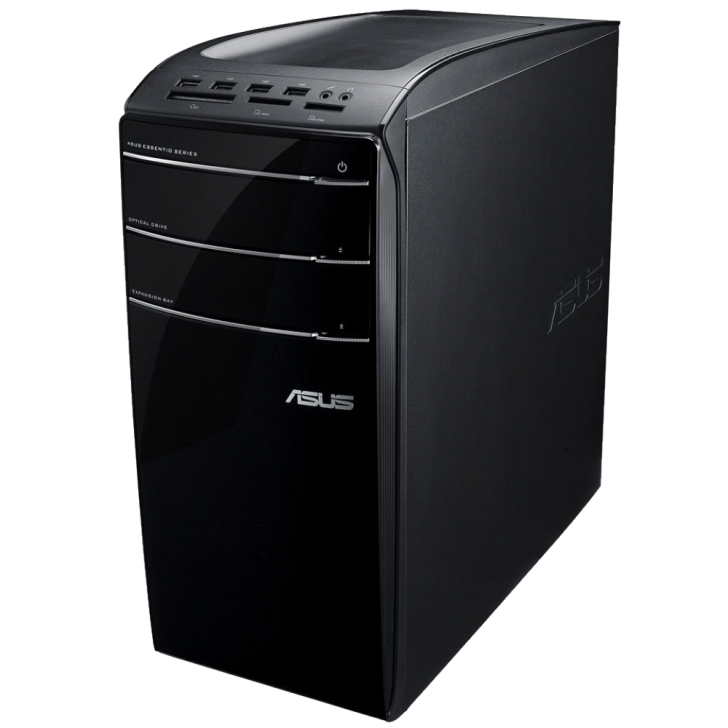 ASUS ESSENTIO SERIES
OPTICAL DRIVE
EXPANSION BAY
ASUS
ASUS